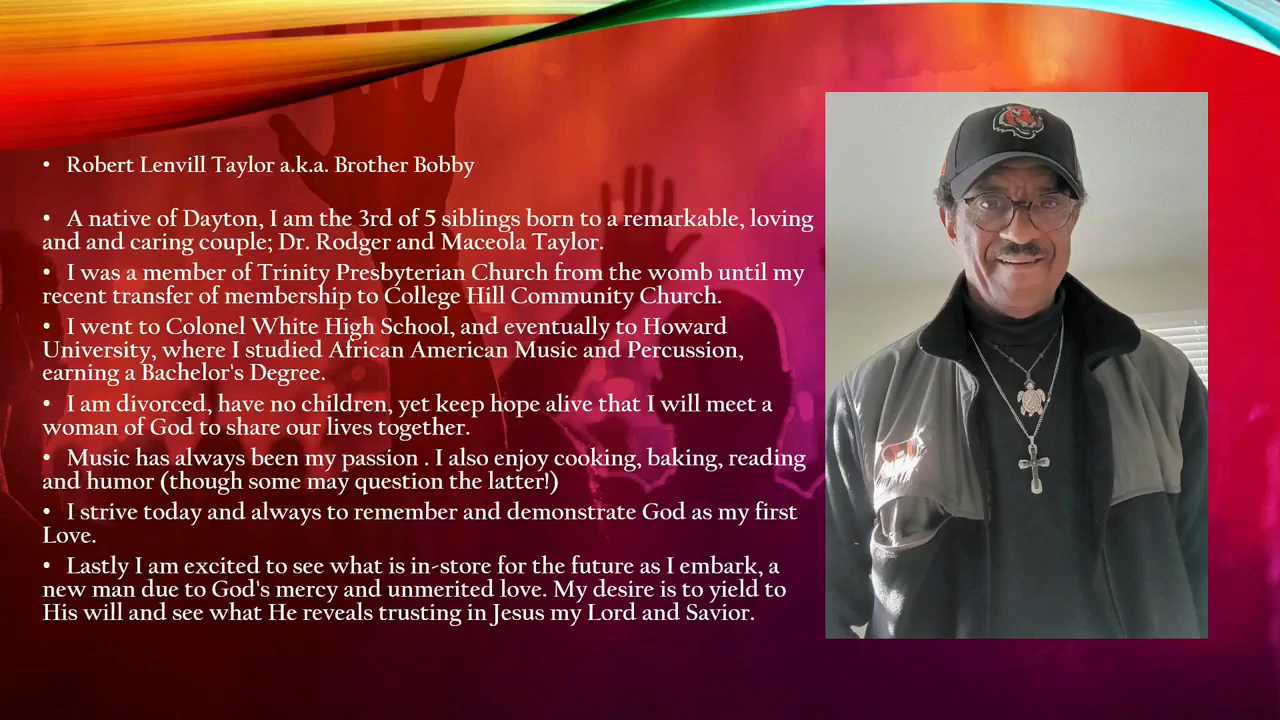 • Robert Lenvill Taylor a.k.a. Brother Bobby
• A native of Dayton, I am the 3rd of 5 siblings born to a remarkable, loving
and and caring couple; Dr. Rodger and Maceola Taylor.
• I was a member of Trinity Presbyterian Church from the womb until my
recent transfer of membership to College Hill Community Church.
• I went to Colonel White High School, and eventually to Howard
University, where I studied African American Music and Percussion,
earning a Bachelor's Degree.
• I am divorced, have no children, yet keep hope alive that I will meet a
woman of God to share our lives together.
• Music has always been my passion . I also enjoy cooking, baking, reading
and humor (though some may question the latter!)
• I strive today and always to remember and demonstrate God as my first
Love.
• Lastly I am excited to see what is in-store for the future as I embark, a
new man due to God's mercy and unmerited love. My desire is to yield to
His will and see what He reveals trusting in Jesus my Lord and Savior.